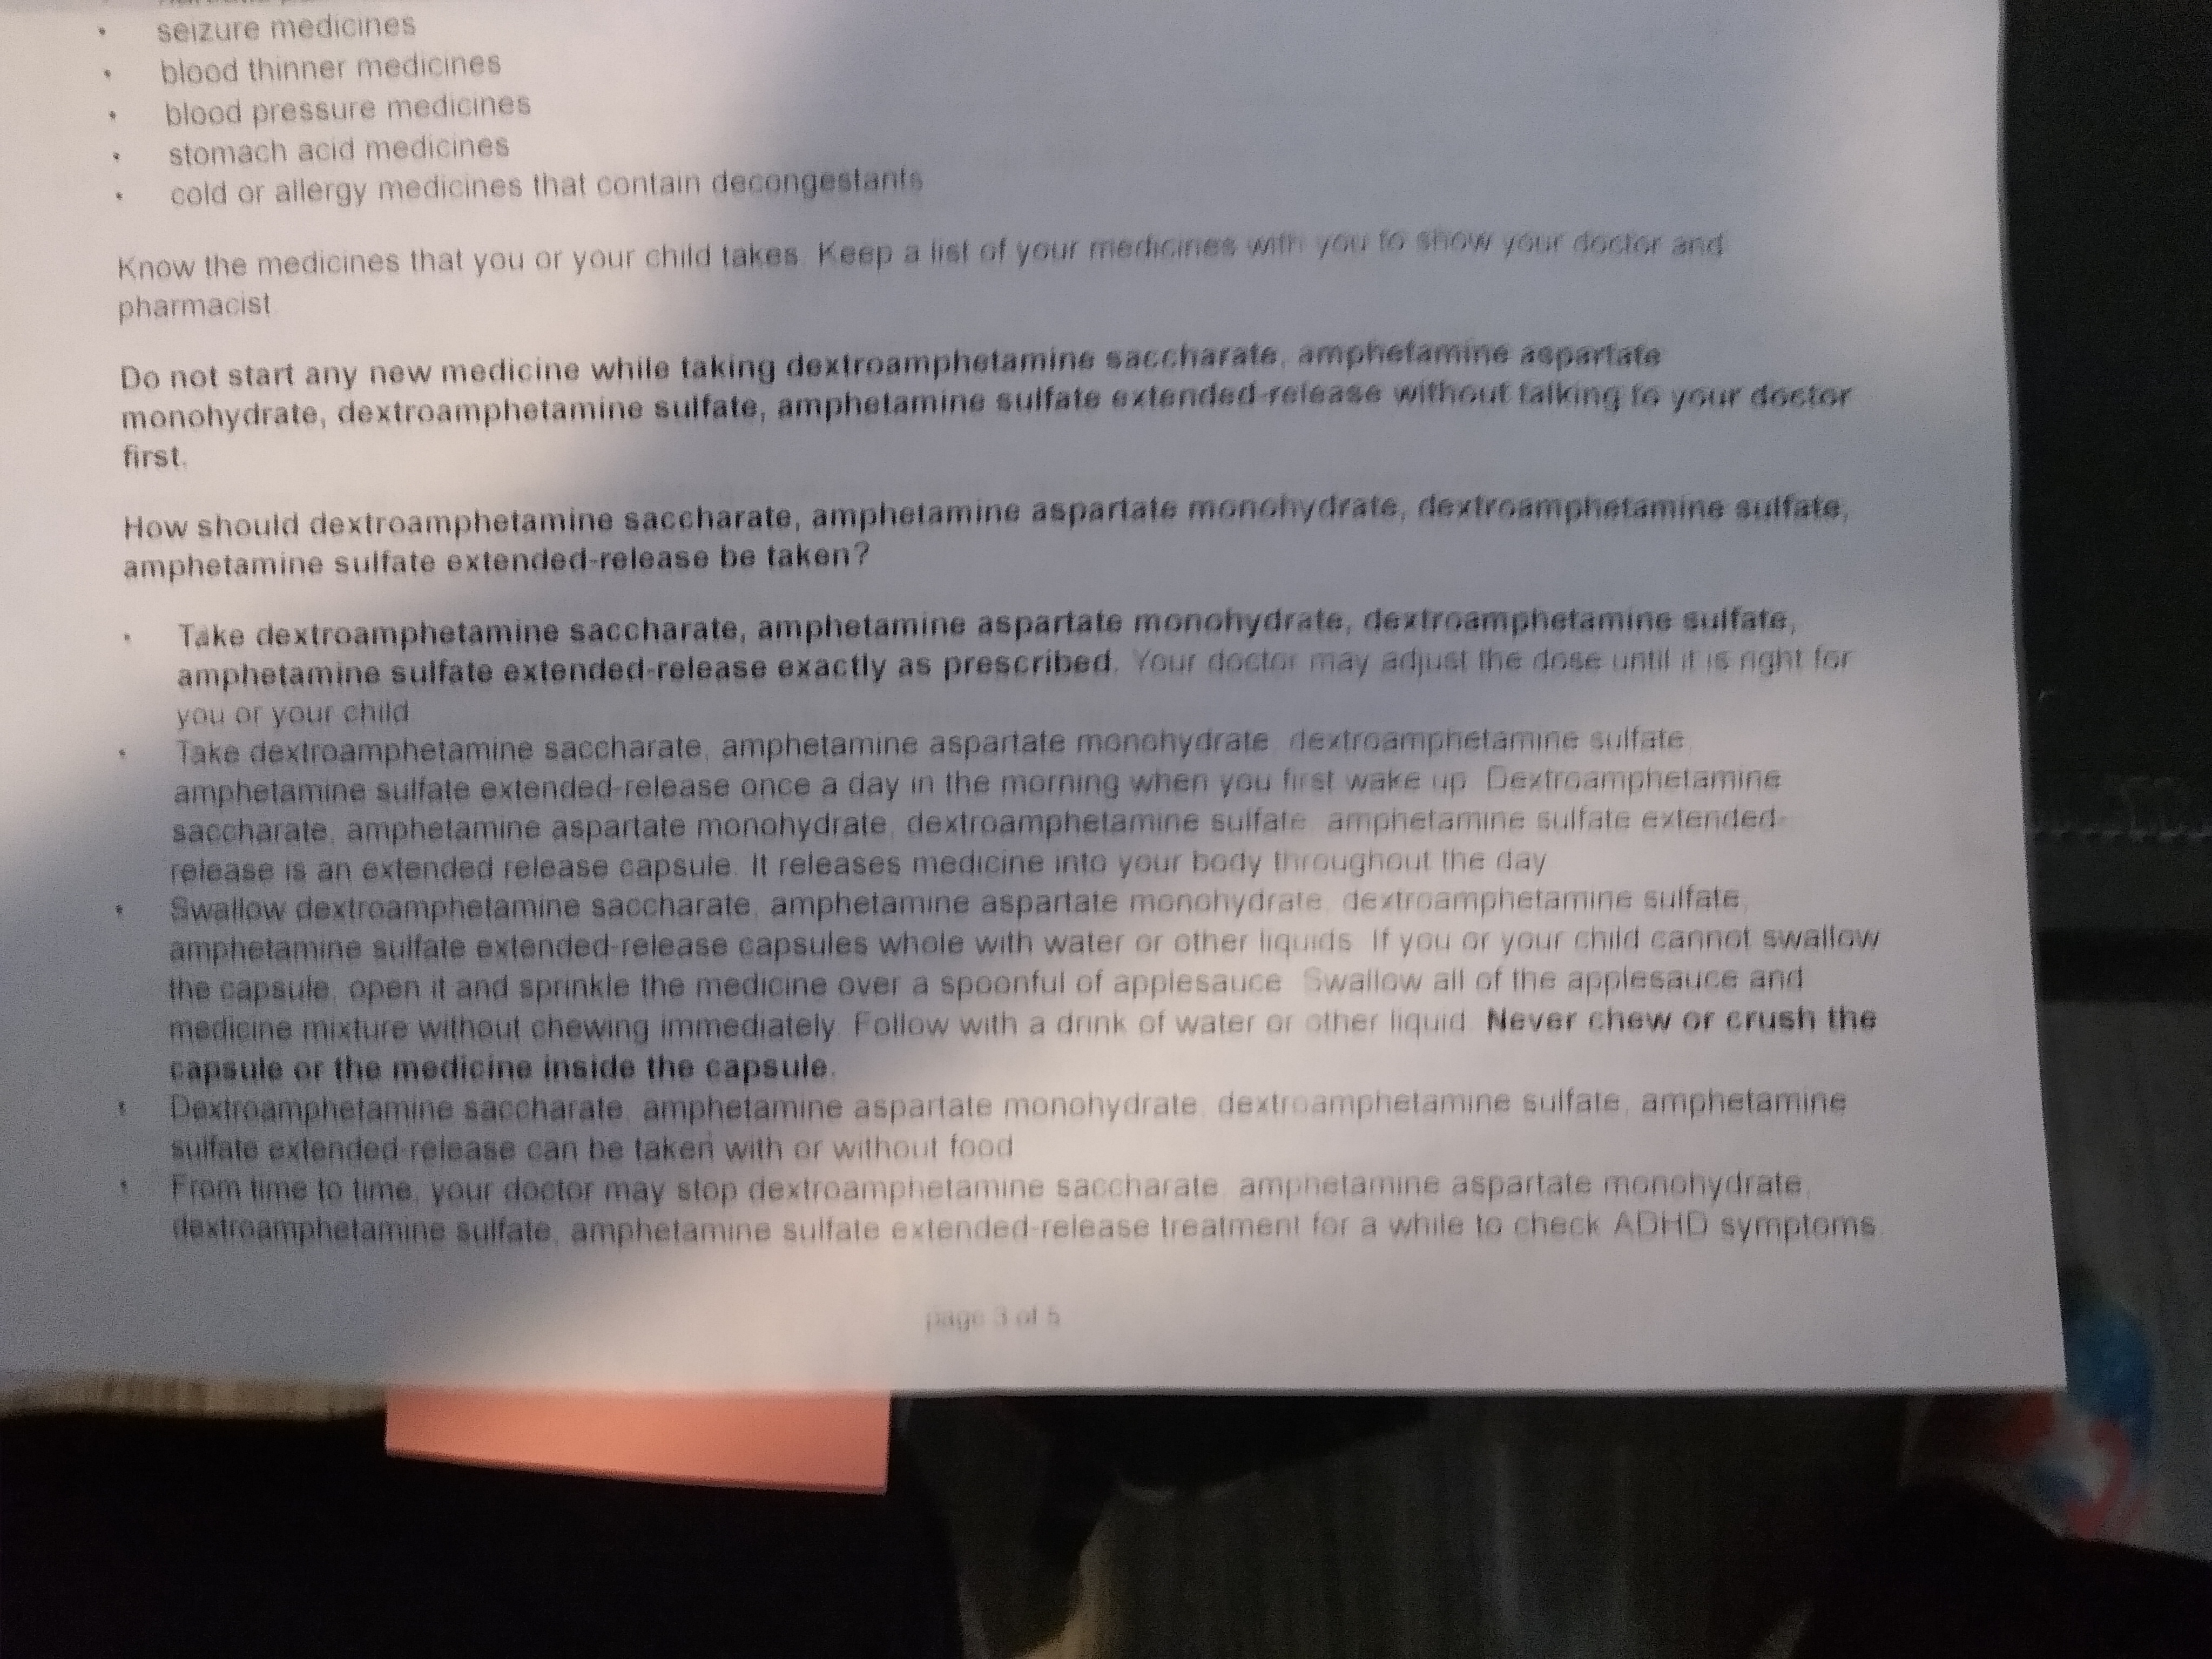 • seizure medicines
• blood thinner medicines
• blood pressure medicines
• stomach acid medicines
• cold or allergy medicines that contain decongestants
Know the medicines that you or your child takes. Keep a list of your medicines with you to show your doctor and
pharmacist.
Do not start any new medicine while taking dextroamphetamine saccharate, amphetamine aspartate
monohydrate, dextroamphetamine sulfate, amphetamine sulfate extended-release without talking to your doctor
first.
How should dextroamphetamine saccharate, amphetamine aspartate monohydrate, dextroamphetamine sulfate,
amphetamine sulfate extended-release be taken?
• Take dextroamphetamine saccharate, amphetamine aspartate monohydrate, dextroamphetamine sulfate,
amphetamine sulfate extended-release exactly as prescribed. Your doctor may adjust the dose until it is right for
you or your child.
• Take dextroamphetamine saccharate, amphetamine aspartate monohydrate, dextroamphetamine sulfate,
amphetamine sulfate extended-release once a day in the morning when you first wake up. Dextroamphetamine
saccharate, amphetamine aspartate monohydrate, dextroamphetamine sulfate, amphetamine sulfate extended-
release is an extended release capsule. It releases medicine into your body throughout the day.
• Swallow dextroamphetamine saccharate, amphetamine aspartate monohydrate, dextroamphetamine sulfate,
amphetamine sulfate extended-release capsules whole with water or other liquids. If you or your child cannot swallow
the capsule, open it and sprinkle the medicine over a spoonful of applesauce. Swallow all of the applesauce and
medicine mixture without chewing immediately. Follow with a drink of water or other liquid. Never chew or crush the
capsule or the medicine inside the capsule.
• Dextroamphetamine saccharate, amphetamine aspartate monohydrate, dextroamphetamine sulfate, amphetamine
sulfate extended-release can be taken with or without food.
• From time to time, your doctor may stop dextroamphetamine saccharate, amphetamine aspartate monohydrate,
dextroamphetamine sulfate, amphetamine sulfate extended-release treatment for a while to check ADHD symptoms.
page 3 of 5